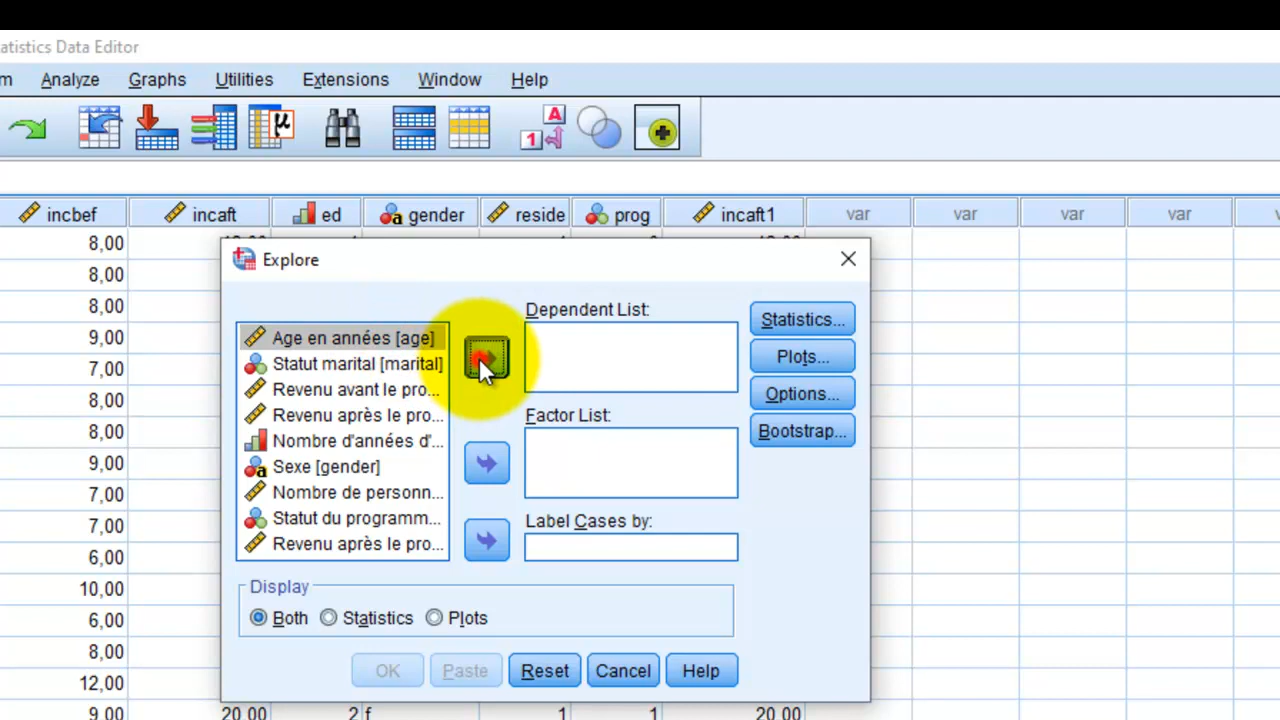 atistics Data Editor
m Analyze Graphs Utilities Extensions Window Help
incbef incaft ed gender reside prog incaft1 var var var var
8,00
8,00
8,00
9,00
7,00
8,00
8,00
9,00
7,00
7,00
6,00
10,00
6,00
8,00
12,00
9,00 20,00 2 f 1 1 20,00
Explore
Age en années [age]
Statut marital [marital]
Revenu avant le pro...
Revenu après le pro...
Nombre d'années d'...
Sexe [gender]
Nombre de personn...
Statut du programm...
Revenu après le pro...
Dependent List:
Factor List:
Label Cases by:
Statistics...
Plots...
Options...
Bootstrap...
Display
Both Statistics Plots
OK Paste Reset Cancel Help